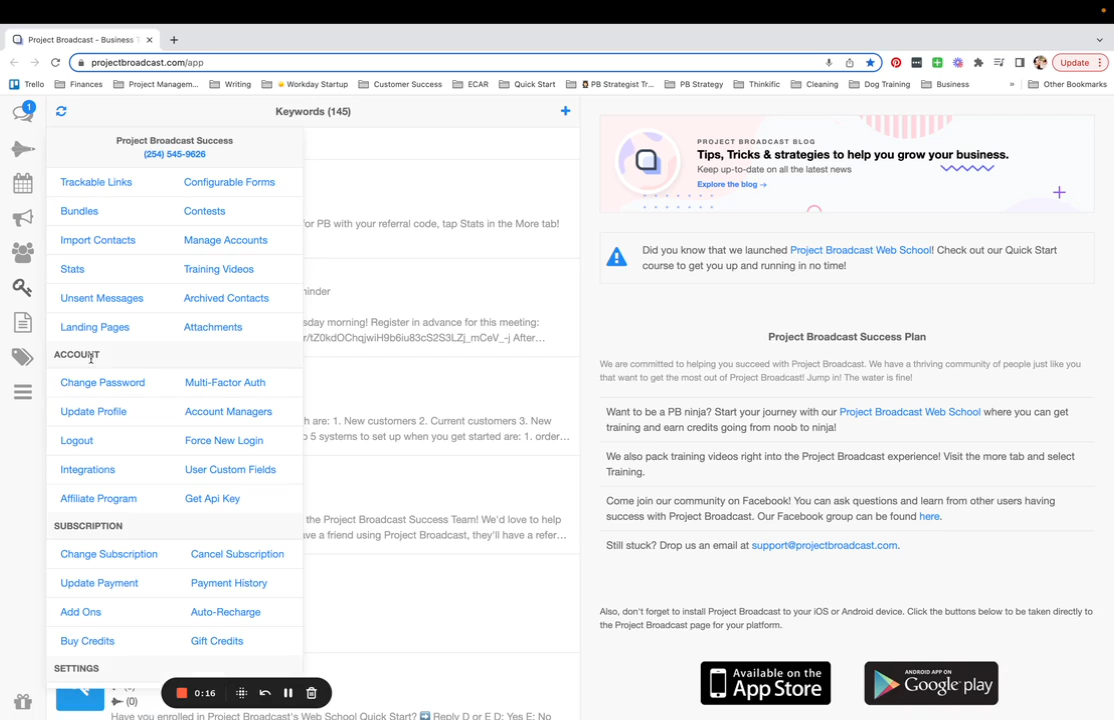 Project Broadcast - Business T
projectbroadcast.com/app
Update
Trello
Finances
Project Managem...
Writing
Workday Startup
Customer Success
ECAR
Quick Start
PB Strategist Tr...
PB Strategy
Thinkific
Cleaning
Dog Training
Business
»
Other Bookmarks
1
Keywords (145)
Project Broadcast Success
(254) 545-9626
Trackable Links
Configurable Forms
Bundles
Contests
Import Contacts
Manage Accounts
Stats
Training Videos
Unsent Messages
Archived Contacts
Landing Pages
Attachments
ACCOUNT
Change Password
Multi-Factor Auth
Update Profile
Account Managers
Logout
Force New Login
Integrations
User Custom Fields
Affiliate Program
Get Api Key
SUBSCRIPTION
Change Subscription
Cancel Subscription
Update Payment
Payment History
Add Ons
Auto-Recharge
Buy Credits
Gift Credits
SETTINGS
for PB with your referral code, tap Stats in the More tab!
inder
sday morning! Register in advance for this meeting:
r/tZ0kdOChqjwiH9b6iu83cS2S3LZj_mCeV_-j After...
h are: 1. New customers 2. Current customers 3. New
o 5 systems to set up when you get started are: 1. order...
the Project Broadcast Success Team! We'd love to help
ve a friend using Project Broadcast, they'll have a refer...
0:16
(0)
Have you enrolled in Project Broadcast's Web School Quick Start? ➡ Reply D or E D: Yes E: No
PROJECT BROADCAST BLOG
Tips, Tricks & strategies to help you grow your business.
Keep up-to-date on all the latest news
Explore the blog →
Did you know that we launched Project Broadcast Web School! Check out our Quick Start
course to get you up and running in no time!
Project Broadcast Success Plan
We are committed to helping you succeed with Project Broadcast. We have a thriving community of people just like you
that want to get the most out of Project Broadcast! Jump in! The water is fine!
Want to be a PB ninja? Start your journey with our Project Broadcast Web School where you can get
training and earn credits going from noob to ninja!
We also pack training videos right into the Project Broadcast experience! Visit the more tab and select
Training.
Come join our community on Facebook! You can ask questions and learn from other users having
success with Project Broadcast. Our Facebook group can be found here.
Still stuck? Drop us an email at support@projectbroadcast.com.
Also, don't forget to install Project Broadcast to your iOS or Android device. Click the buttons below to be taken directly to
the Project Broadcast page for your platform.
Available on the
App Store
ANDROID APP ON
Google play